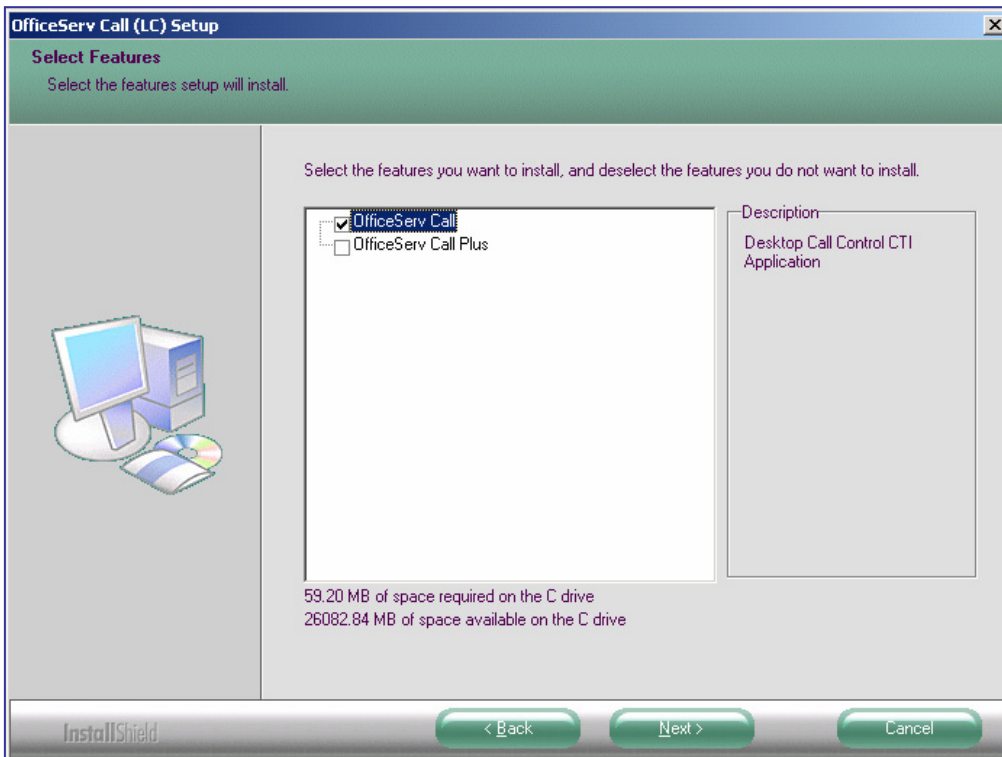 OfficeServ Call (LC) Setup
Select Features
Select the features setup will install.
Select the features you want to install, and deselect the features you do not want to install.
OfficeServ Call
OfficeServ Call Plus
Description
Desktop Call Control CTI
Application
59.20 MB of space required on the C drive
26082.84 MB of space available on the C drive
InstallShield
< Back
Next >
Cancel